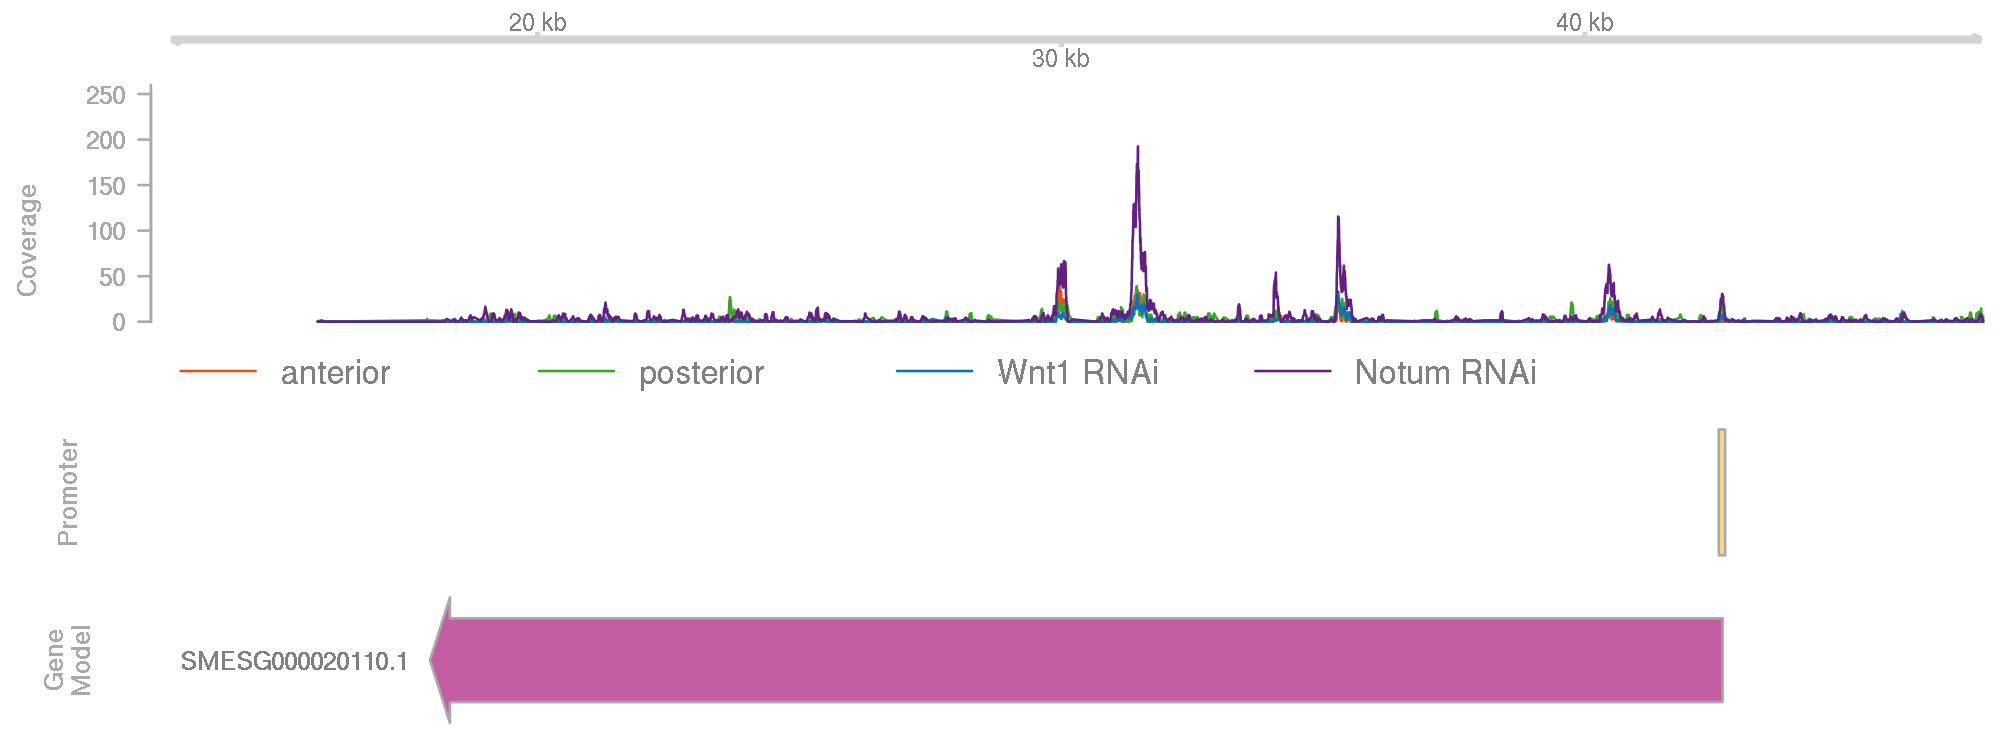 20 kb
40 kb
30 kb
250
200
150
100
50
0
Coverage
anterior
posterior
Wnt1 RNAi
Notum RNAi
Promoter
Gene
Model
SMESG000020110.1